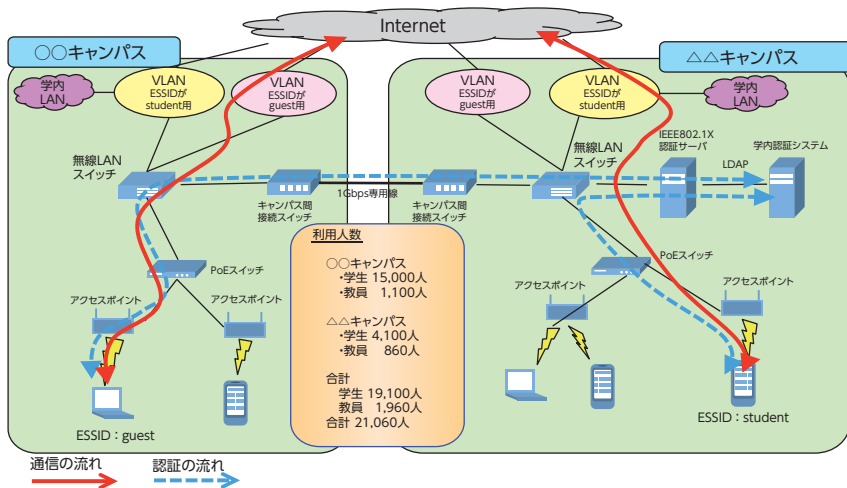 Internet
〇〇キャンパス
学内
LAN
VLAN
ESSIDが
student用
VLAN
ESSIDが
guest用
無線LAN
スイッチ
キャンパス間
接続スイッチ
1Gbps専用線
PoEスイッチ
アクセスポイント
アクセスポイント
ESSID：guest
△△キャンパス
VLAN
ESSIDが
guest用
VLAN
ESSIDが
student用
学内
LAN
無線LAN
スイッチ
IEEE802.1X
認証サーバ
学内認証システム
LDAP
キャンパス間
接続スイッチ
PoEスイッチ
アクセスポイント
アクセスポイント
ESSID：student
利用人数
〇〇キャンパス
・学生 15,000人
・教員 1,100人
△△キャンパス
・学生 4,100人
・教員 860人
合計
学生 19,100人
教員 1,960人
合計 21,060人
通信の流れ
認証の流れ